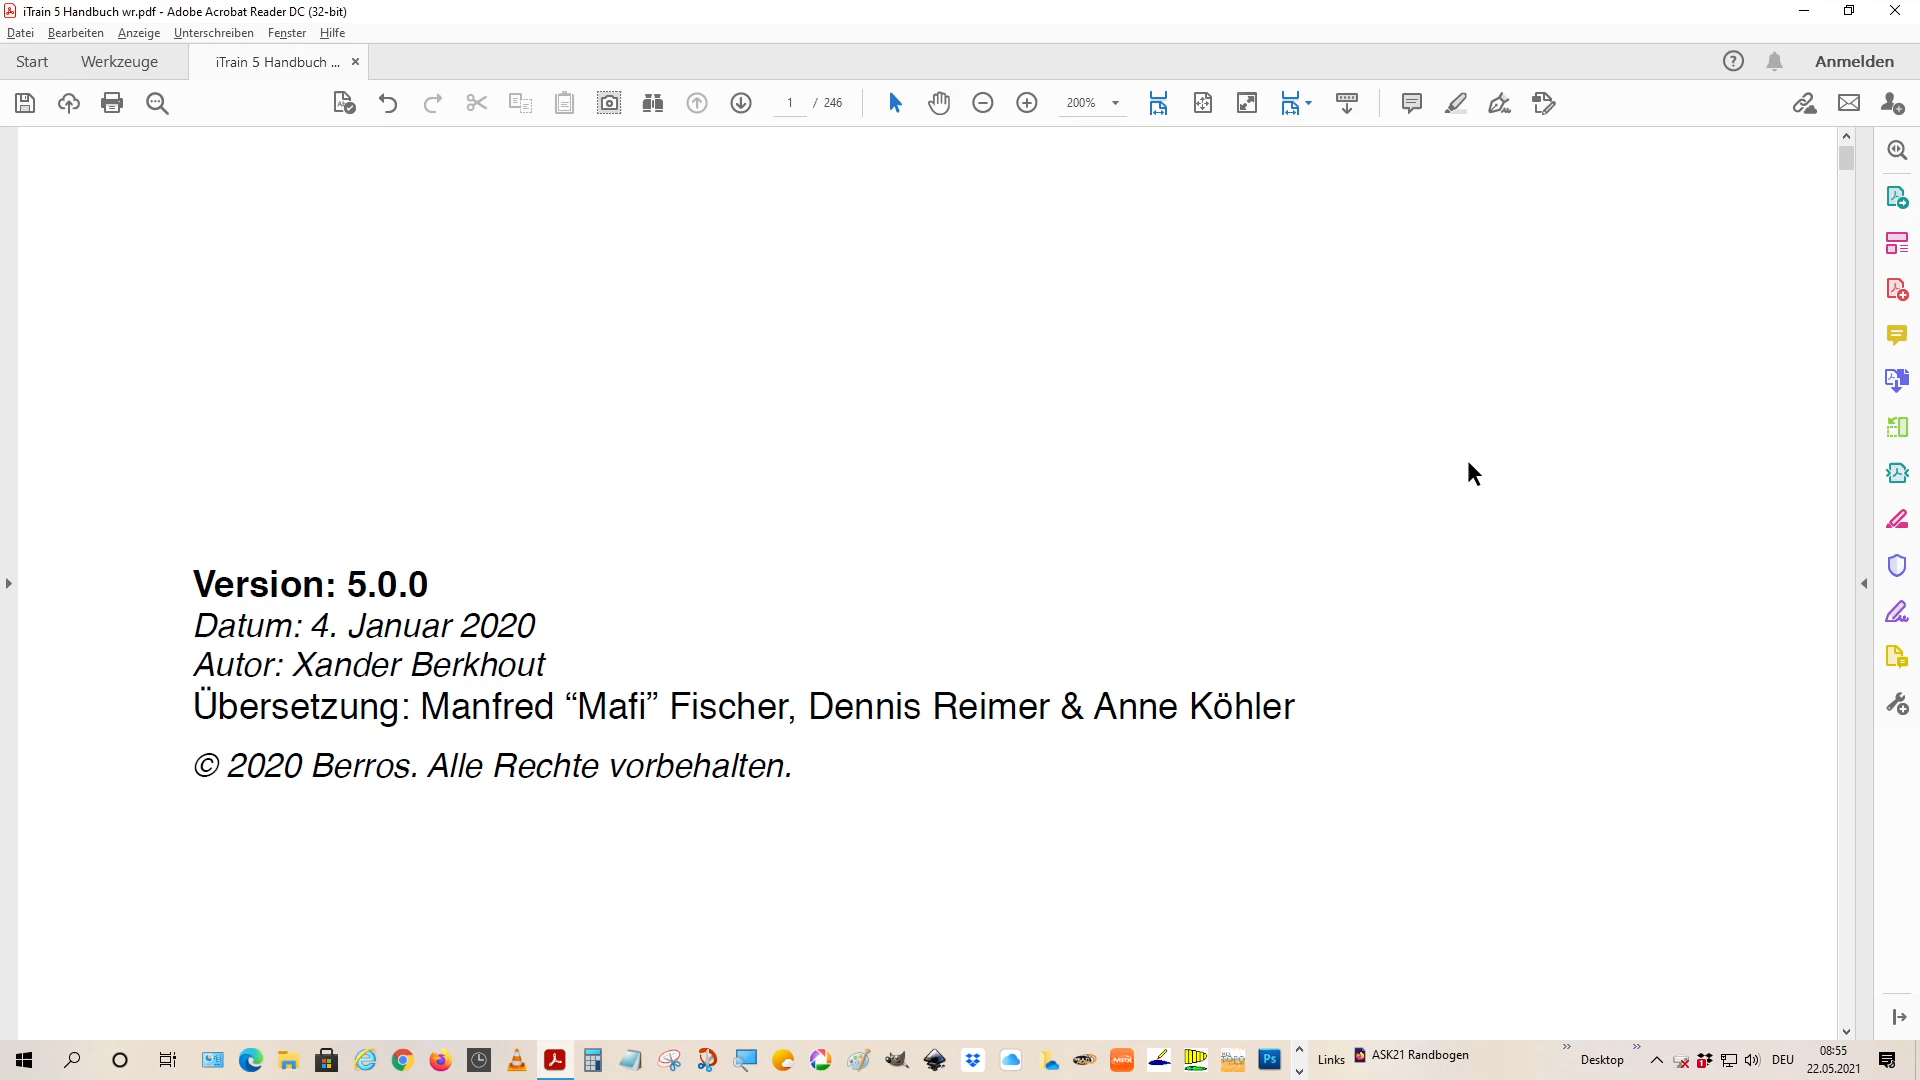 iTrain 5 Handbuch wr.pdf - Adobe Acrobat Reader DC (32-bit)
Datei Bearbeiten Anzeige Unterschreiben Fenster Hilfe
Start Werkzeuge iTrain 5 Handbuch ... × Anmelden
1 / 246 200%
Version: 5.0.0
Datum: 4. Januar 2020
Autor: Xander Berkhout
Übersetzung: Manfred “Mafi” Fischer, Dennis Reimer & Anne Köhler
© 2020 Berros. Alle Rechte vorbehalten.
Links ASK21 Randbogen Desktop DEU 08:55
22.05.2021